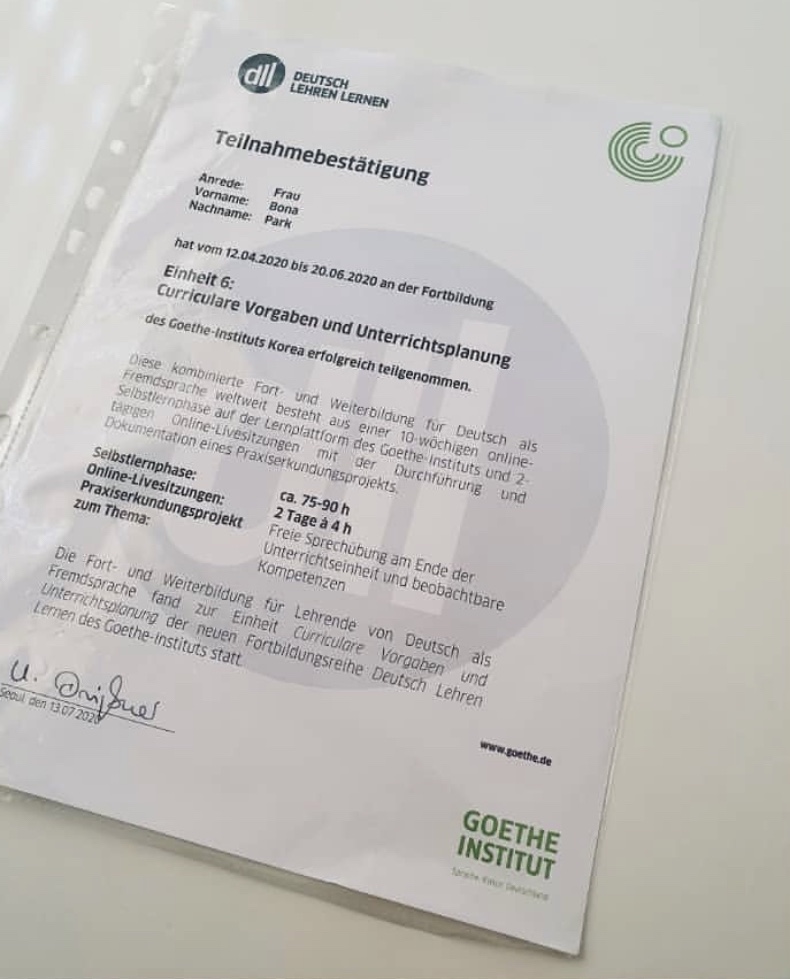 dll DEUTSCH
LEHREN LERNEN
Teilnahmebestätigung
Anrede: Frau
Vorname: Bona
Nachname: Park
hat vom 12.04.2020 bis 20.06.2020 an der Fortbildung
Einheit 6:
Curriculare Vorgaben und Unterrichtsplanung
des Goethe-Instituts Korea erfolgreich teilgenommen.
Diese kombinierte Fort- und Weiterbildung für Deutsch als
Fremdsprache weltweit besteht aus einer 10-wöchigen online-
Selbstlernphase auf der Lernplattform des Goethe-Instituts und 2-
tägigen Online-Livesitzungen mit der Durchführung und
Dokumentation eines Praxiserkundungsprojekts.
Selbstlernphase: ca. 75-90 h
Online-Livesitzungen: 2 Tage à 4 h
Praxiserkundungsprojekt Freie Sprechübung am Ende der
zum Thema: Unterrichtseinheit und beobachtbare
Kompetenzen
Die Fort- und Weiterbildung für Lehrende von Deutsch als
Fremdsprache fand zur Einheit Curriculare Vorgaben und
Unterrichtsplanung der neuen Fortbildungsreihe Deutsch Lehren
Lernen des Goethe-Instituts statt
Seoul, den 13.07.2020
www.goethe.de
GOETHE
INSTITUT
Sprache. Kultur. Deutschland.